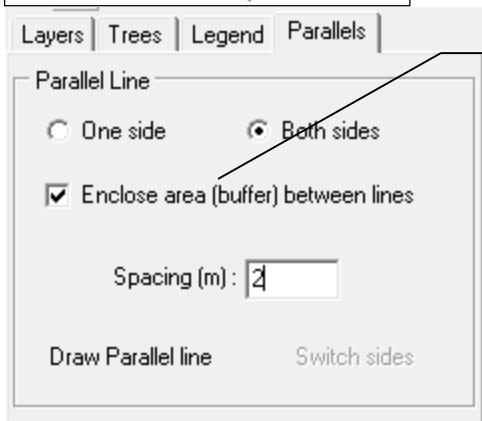 Layers Trees Legend Parallels
Parallel Line
One side Both sides
Enclose area (buffer) between lines
Spacing (m) : 2
Draw Parallel line Switch sides